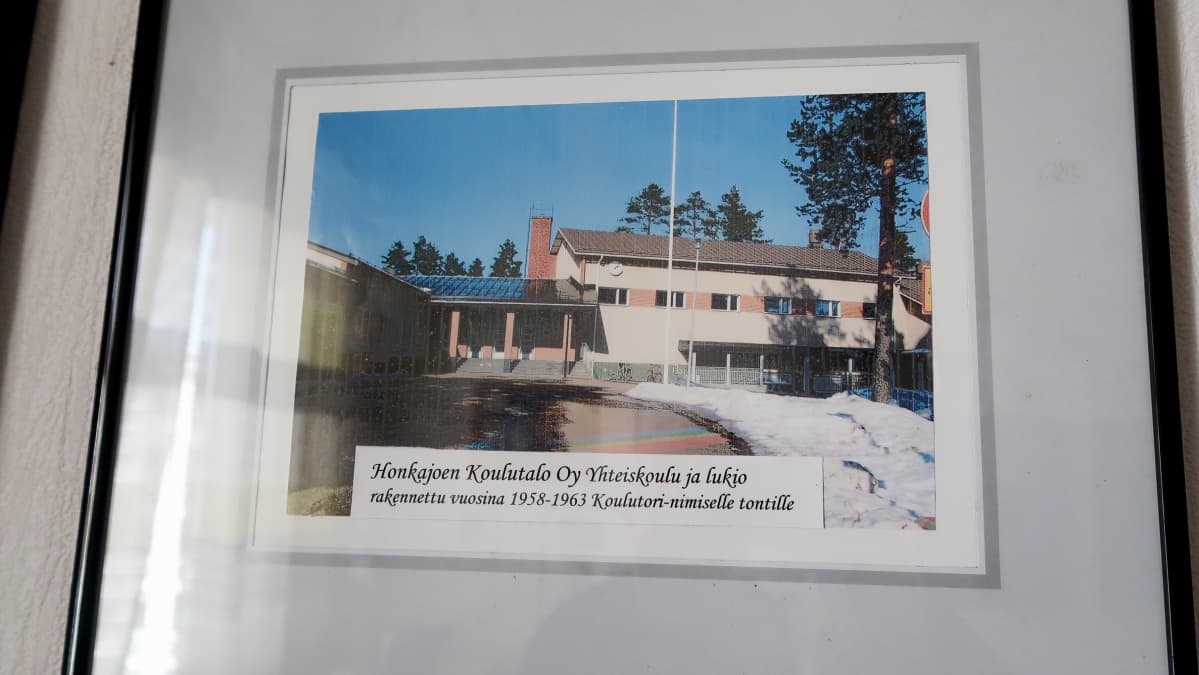 Honkajoen Koulutalo Oy Yhteiskoulu ja lukio
rakennettu vuosina 1958-1963 Koulutori-nimiselle tontille